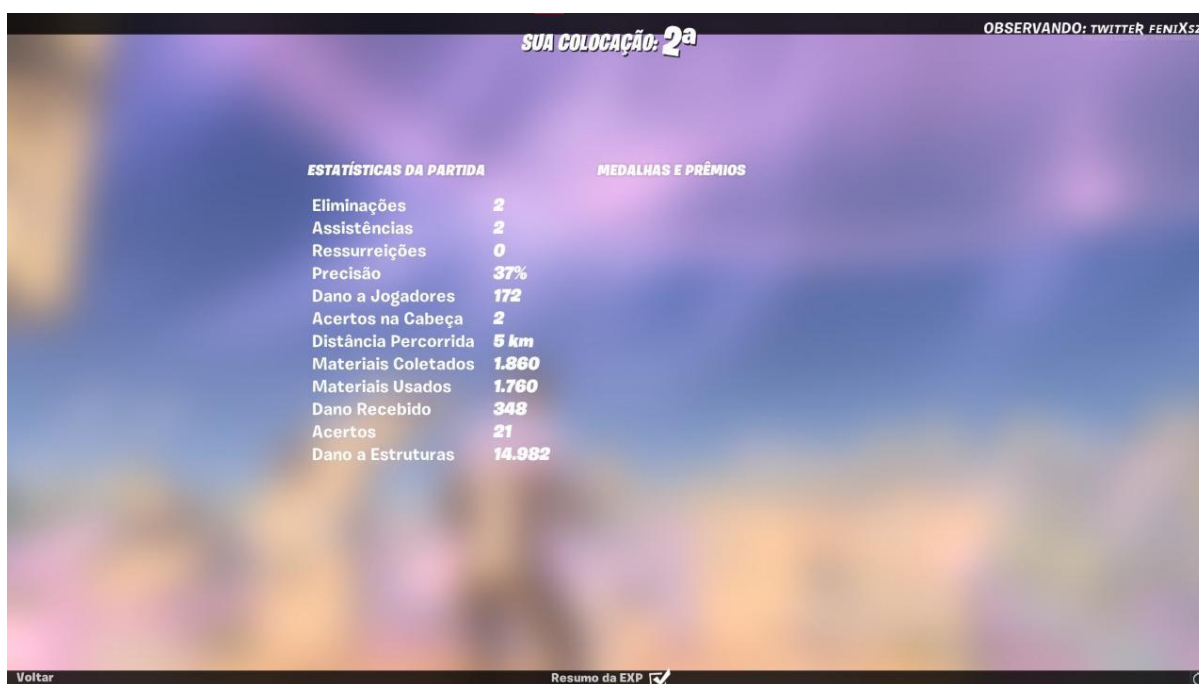 OBSERVANDO: TWITTER FENIXSZ
SUA COLOCAÇÃO: 2ª
ESTATÍSTICAS DA PARTIDA
Eliminações 2
Assistências 2
Ressurreições 0
Precisão 37%
Dano a Jogadores 172
Acertos na Cabeça 2
Distância Percorrida 5 km
Materiais Coletados 1.860
Materiais Usados 1.760
Dano Recebido 348
Acertos 21
Dano a Estruturas 14.982
MEDALHAS E PRÊMIOS
Voltar
Resumo da EXP